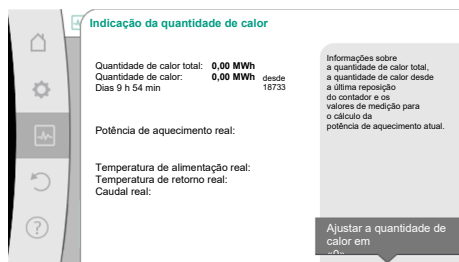 Indicação da quantidade de calor
Quantidade de calor total: 0,00 MWh
Quantidade de calor: 0,00 MWh desde
Dias 9 h 54 min 18733
Potência de aquecimento real:
Temperatura de alimentação real:
Temperatura de retorno real:
Caudal real:
Informações sobre
a quantidade de calor total,
a quantidade de calor desde
a última reposição
do contador e os
valores de medição para
o cálculo da
potência de aquecimento atual.
Ajustar a quantidade de
calor em